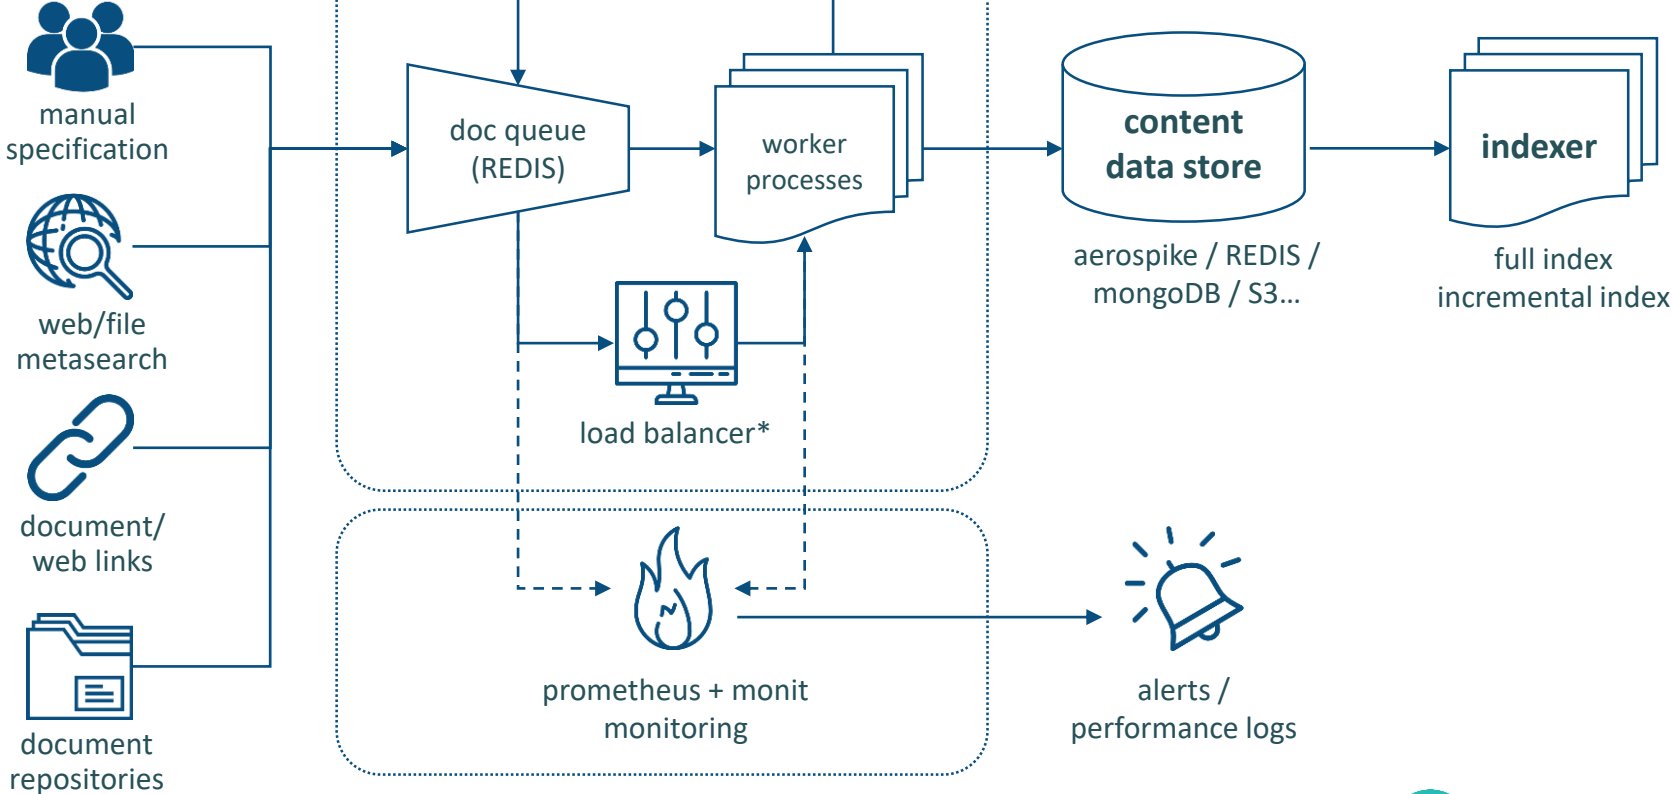 manual
specification
web/file
metasearch
document/
web links
document
repositories
doc queue
(REDIS)
worker
processes
load balancer*
prometheus + monit
monitoring
content
data store
aerospike / REDIS /
mongoDB / S3...
indexer
full index
incremental index
alerts /
performance logs